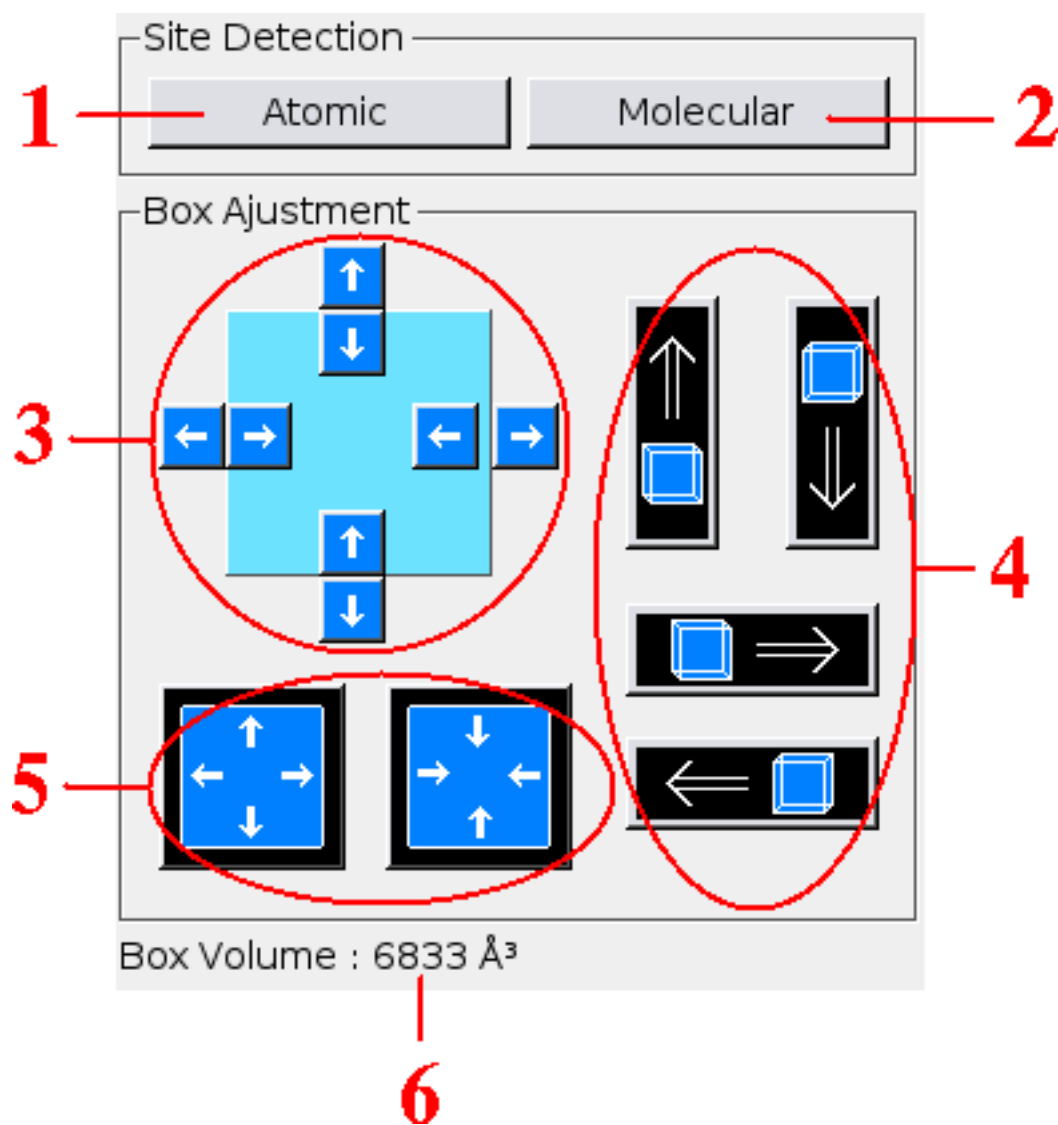 Site Detection
1 Atomic Molecular 2
Box Ajustment
3
4
5
Box Volume : 6833 Å³
6